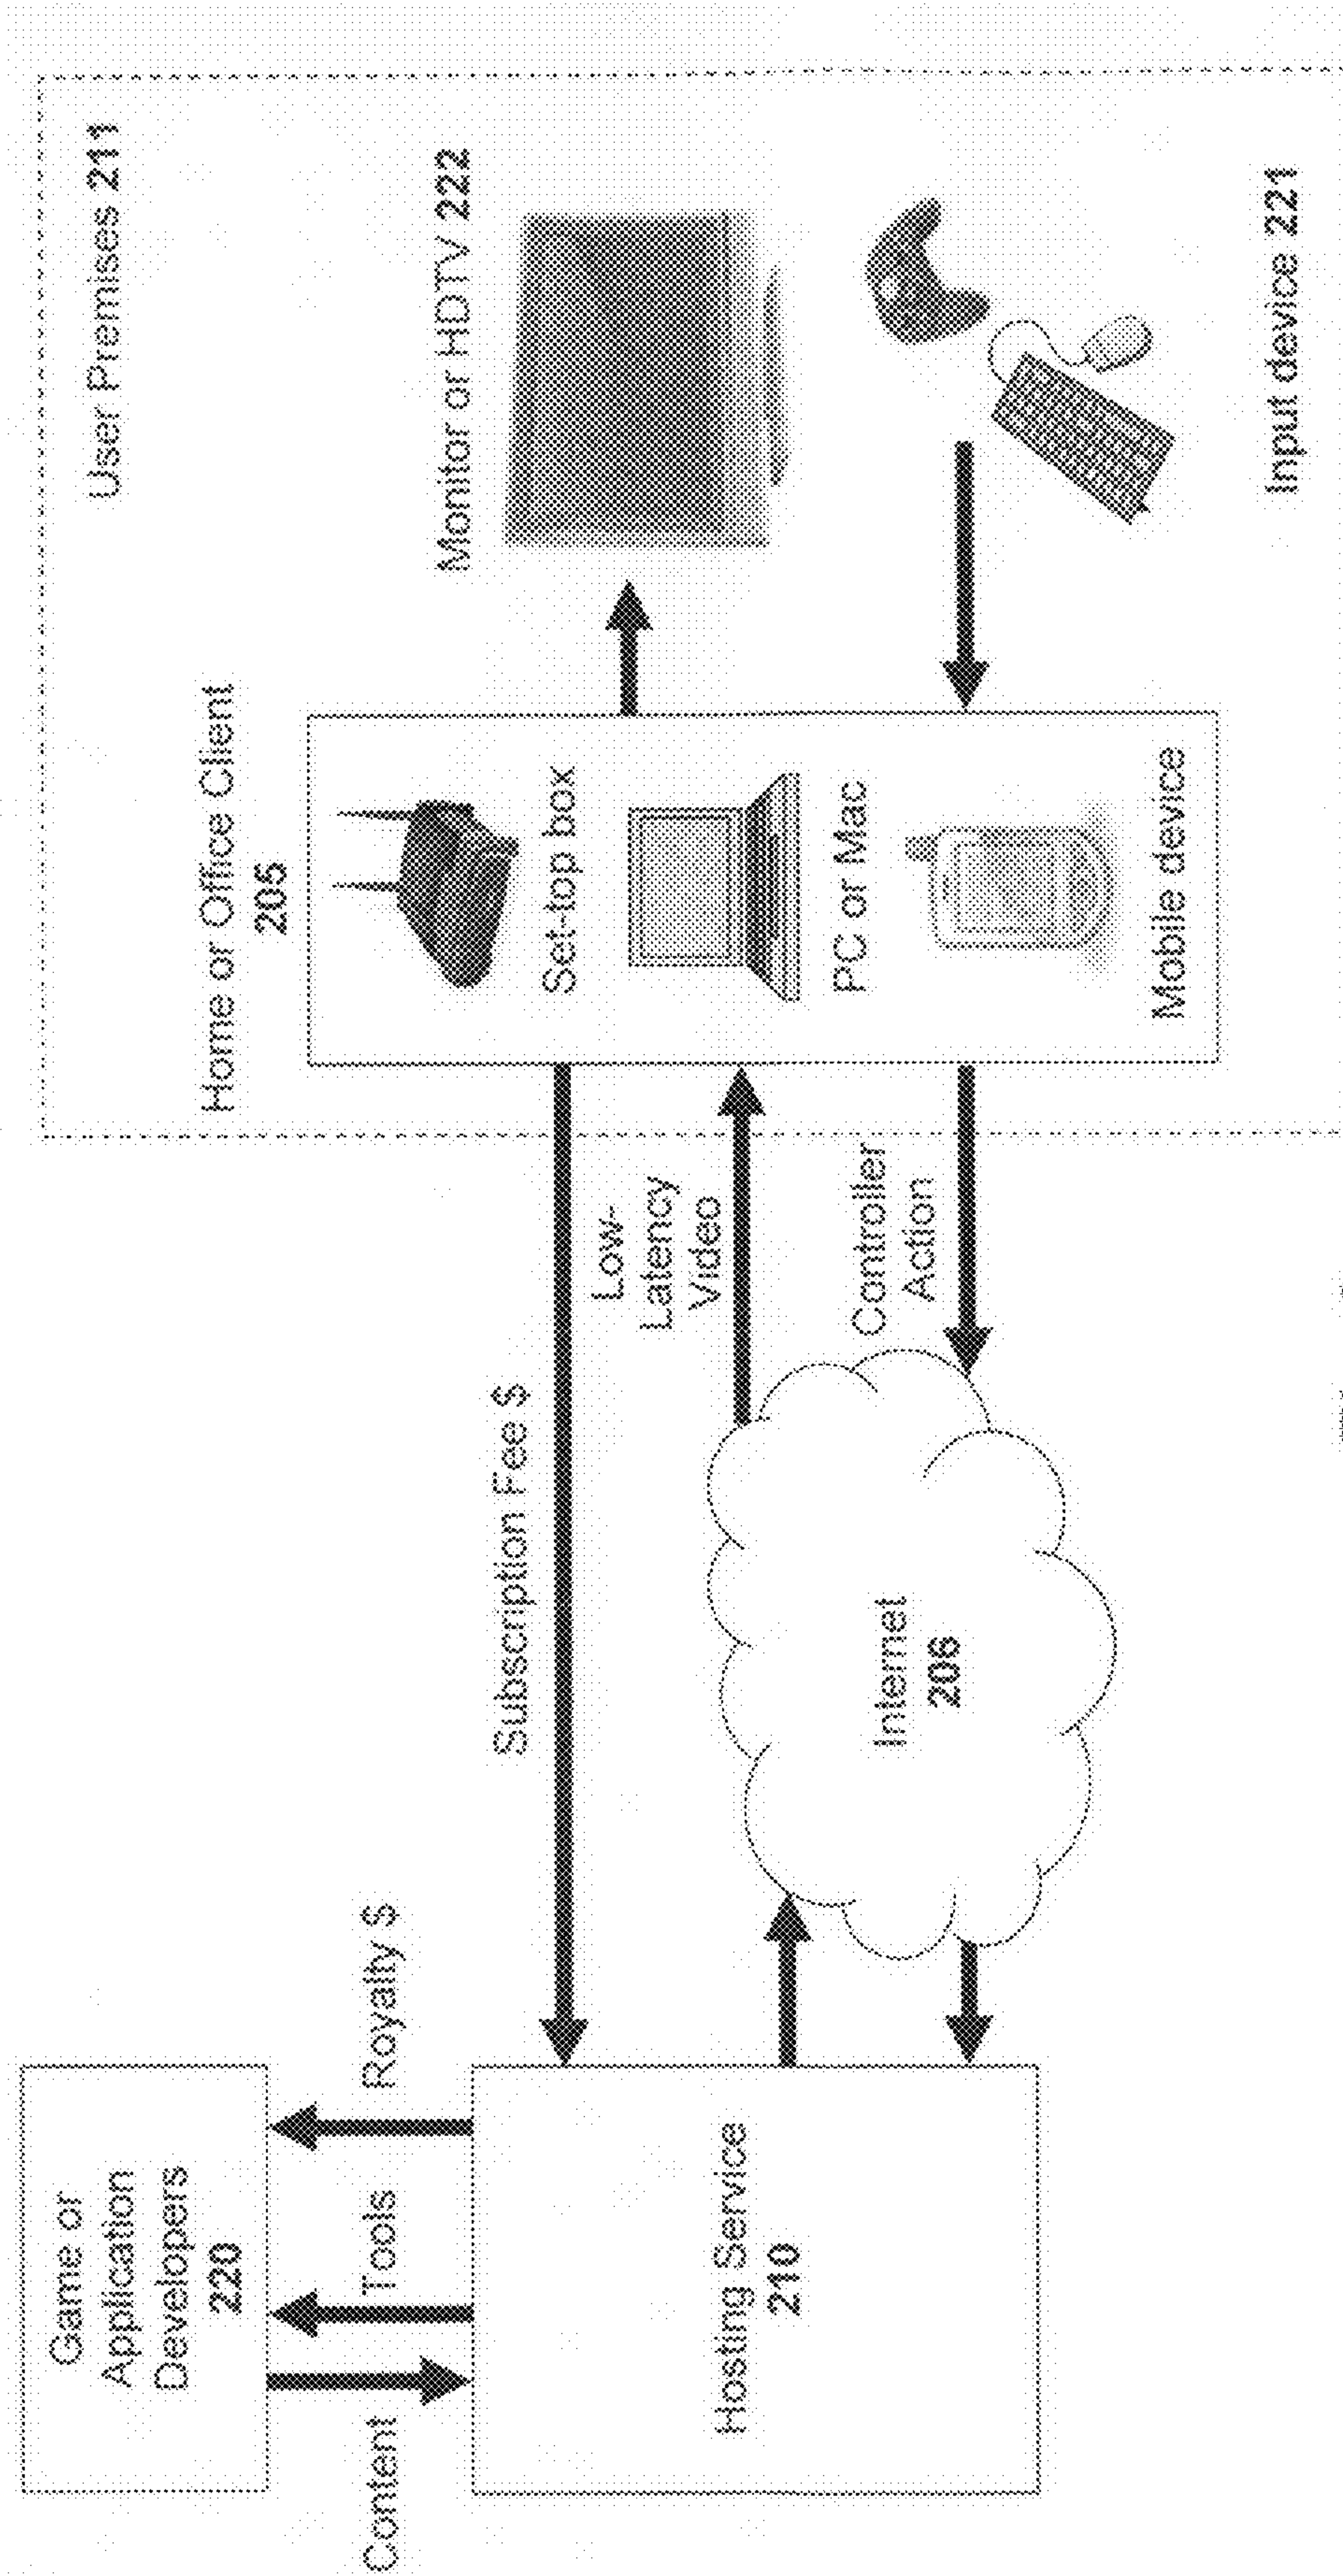 Game or
Application
Developers
220
Content
Tools
Royalty $
Hosting Service
210
Subscription Fee $
Internet
206
Low-
Latency
Video
Controller
Action
User Premises 211
Home or Office Client
205
Set-top box
PC or Mac
Mobile device
Monitor or HDTV 222
Input device 221